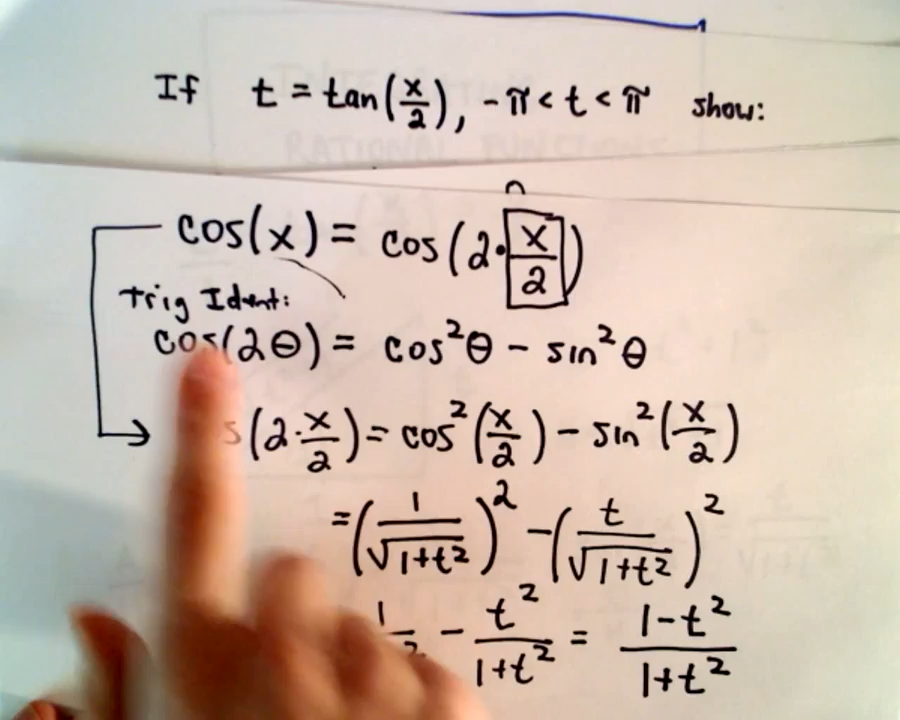 If t = tan(x/2), -π < t < π show:
cos(x) = cos(2·x/2)
Trig Ident:
cos(2θ) = cos²θ - sin²θ
s(2·x/2) = cos²(x/2) - sin²(x/2)
= (1/√(1+t²))² - (t/√(1+t²))²
- t²/(1+t²) = (1-t²)/(1+t²)